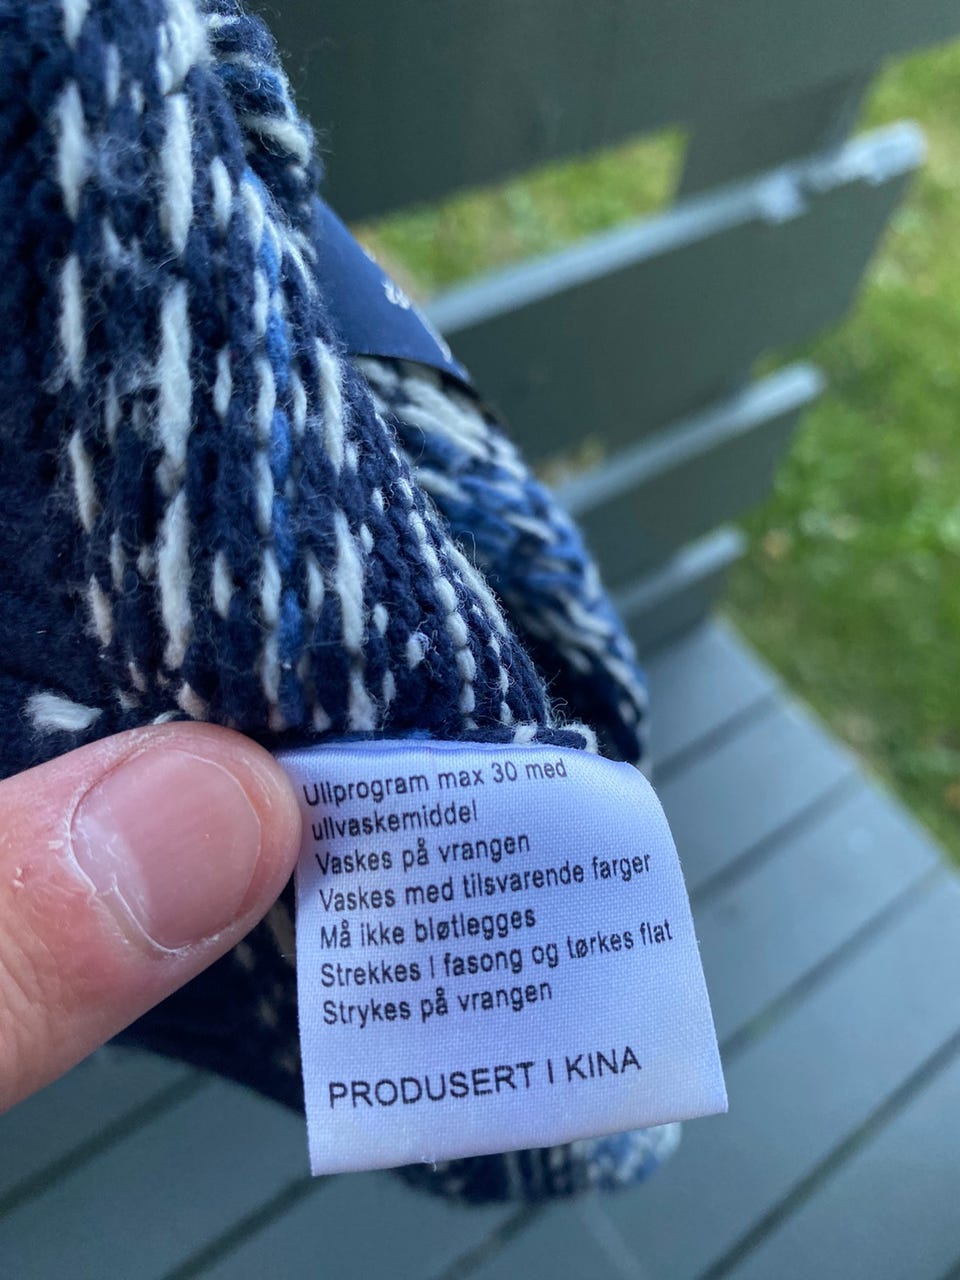 Ullprogram max 30 med
ullvaskemiddel
Vaskes på vrangen
Vaskes med tilsvarende farger
Må ikke bløtlegges
Strekkes I fasong og tørkes flat
Strykes på vrangen
PRODUSERT I KINA